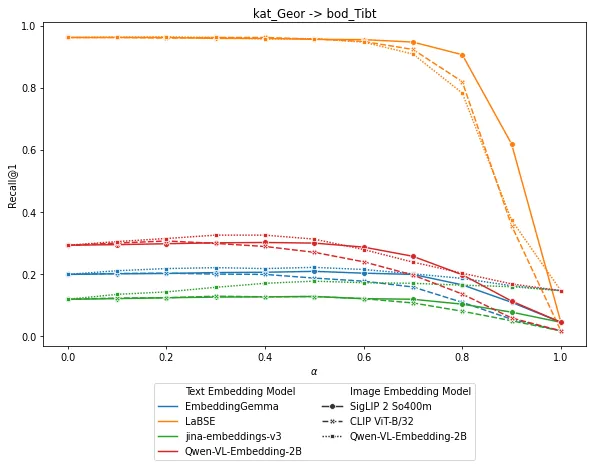 kat_Geor -> bod_Tibt
1.0
0.8
0.6
0.4
0.2
0.0
Recall@1
0.0 0.2 0.4 0.6 0.8 1.0
α
Text Embedding Model
EmbeddingGemma
LaBSE
jina-embeddings-v3
Qwen-VL-Embedding-2B
Image Embedding Model
SigLIP 2 So400m
CLIP ViT-B/32
Qwen-VL-Embedding-2B